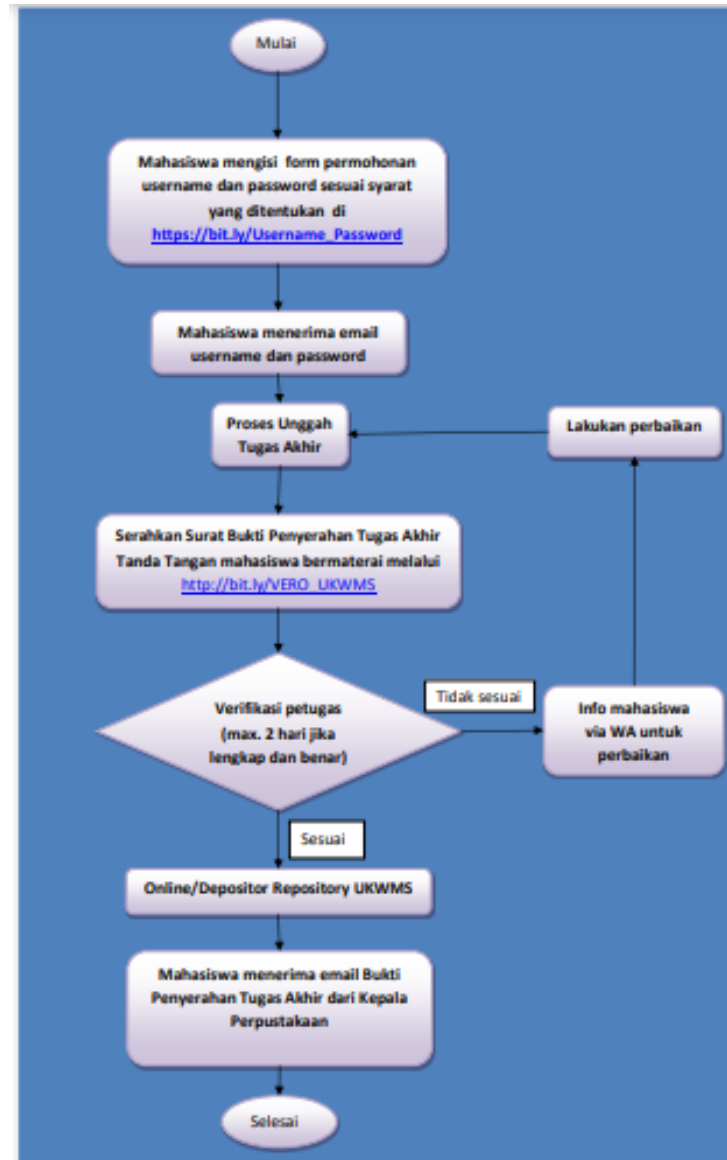 Mulai
Mahasiswa mengisi form permohonan
username dan password sesuai syarat
yang ditentukan di
https://bit.ly/Username_Password
Mahasiswa menerima email
username dan password
Proses Unggah
Tugas Akhir
Lakukan perbaikan
Serahkan Surat Bukti Penyerahan Tugas Akhir
Tanda Tangan mahasiswa bermaterai melalui
http://bit.ly/VERO_UKWMS
Verifikasi petugas
(max. 2 hari jika
lengkap dan benar)
Tidak sesuai
Info mahasiswa
via WA untuk
perbaikan
Sesuai
Online/Depositor Repository UKWMS
Mahasiswa menerima email Bukti
Penyerahan Tugas Akhir dari Kepala
Perpustakaan
Selesai